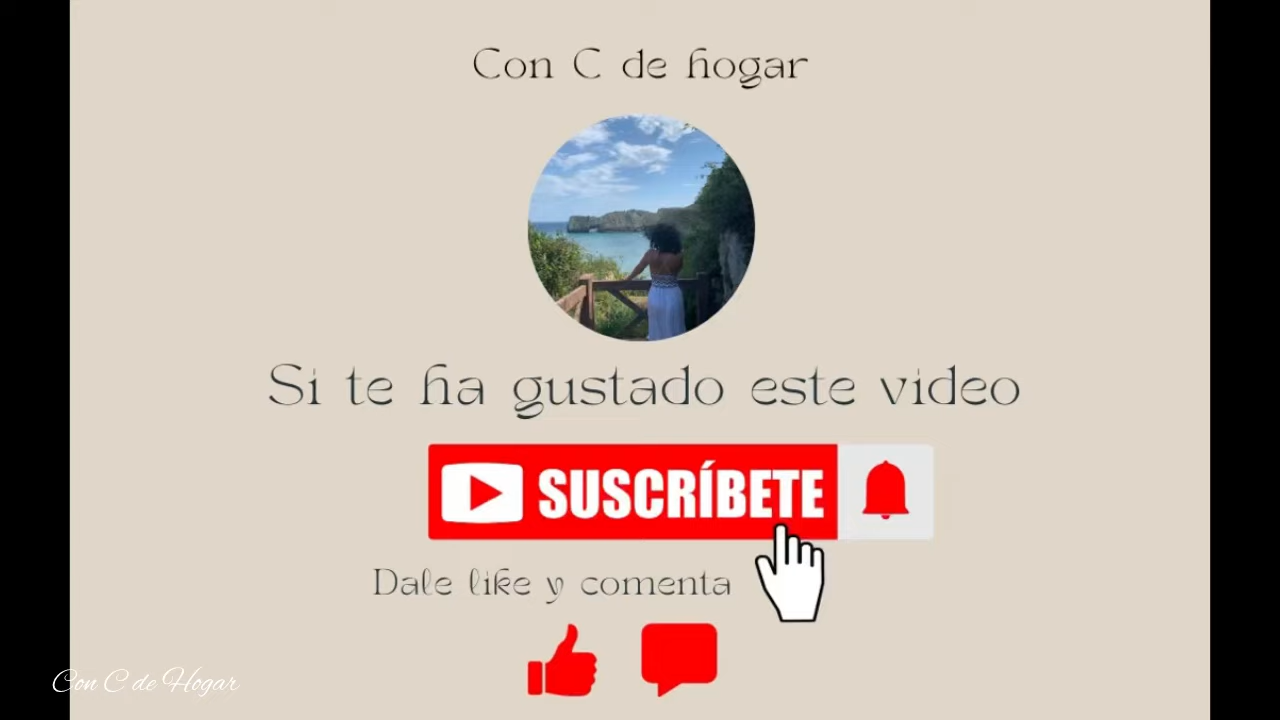 Con C de hogar
Si te ha gustado este video
SUSCRÍBETE
Dale like y comenta
Con C de Hogar